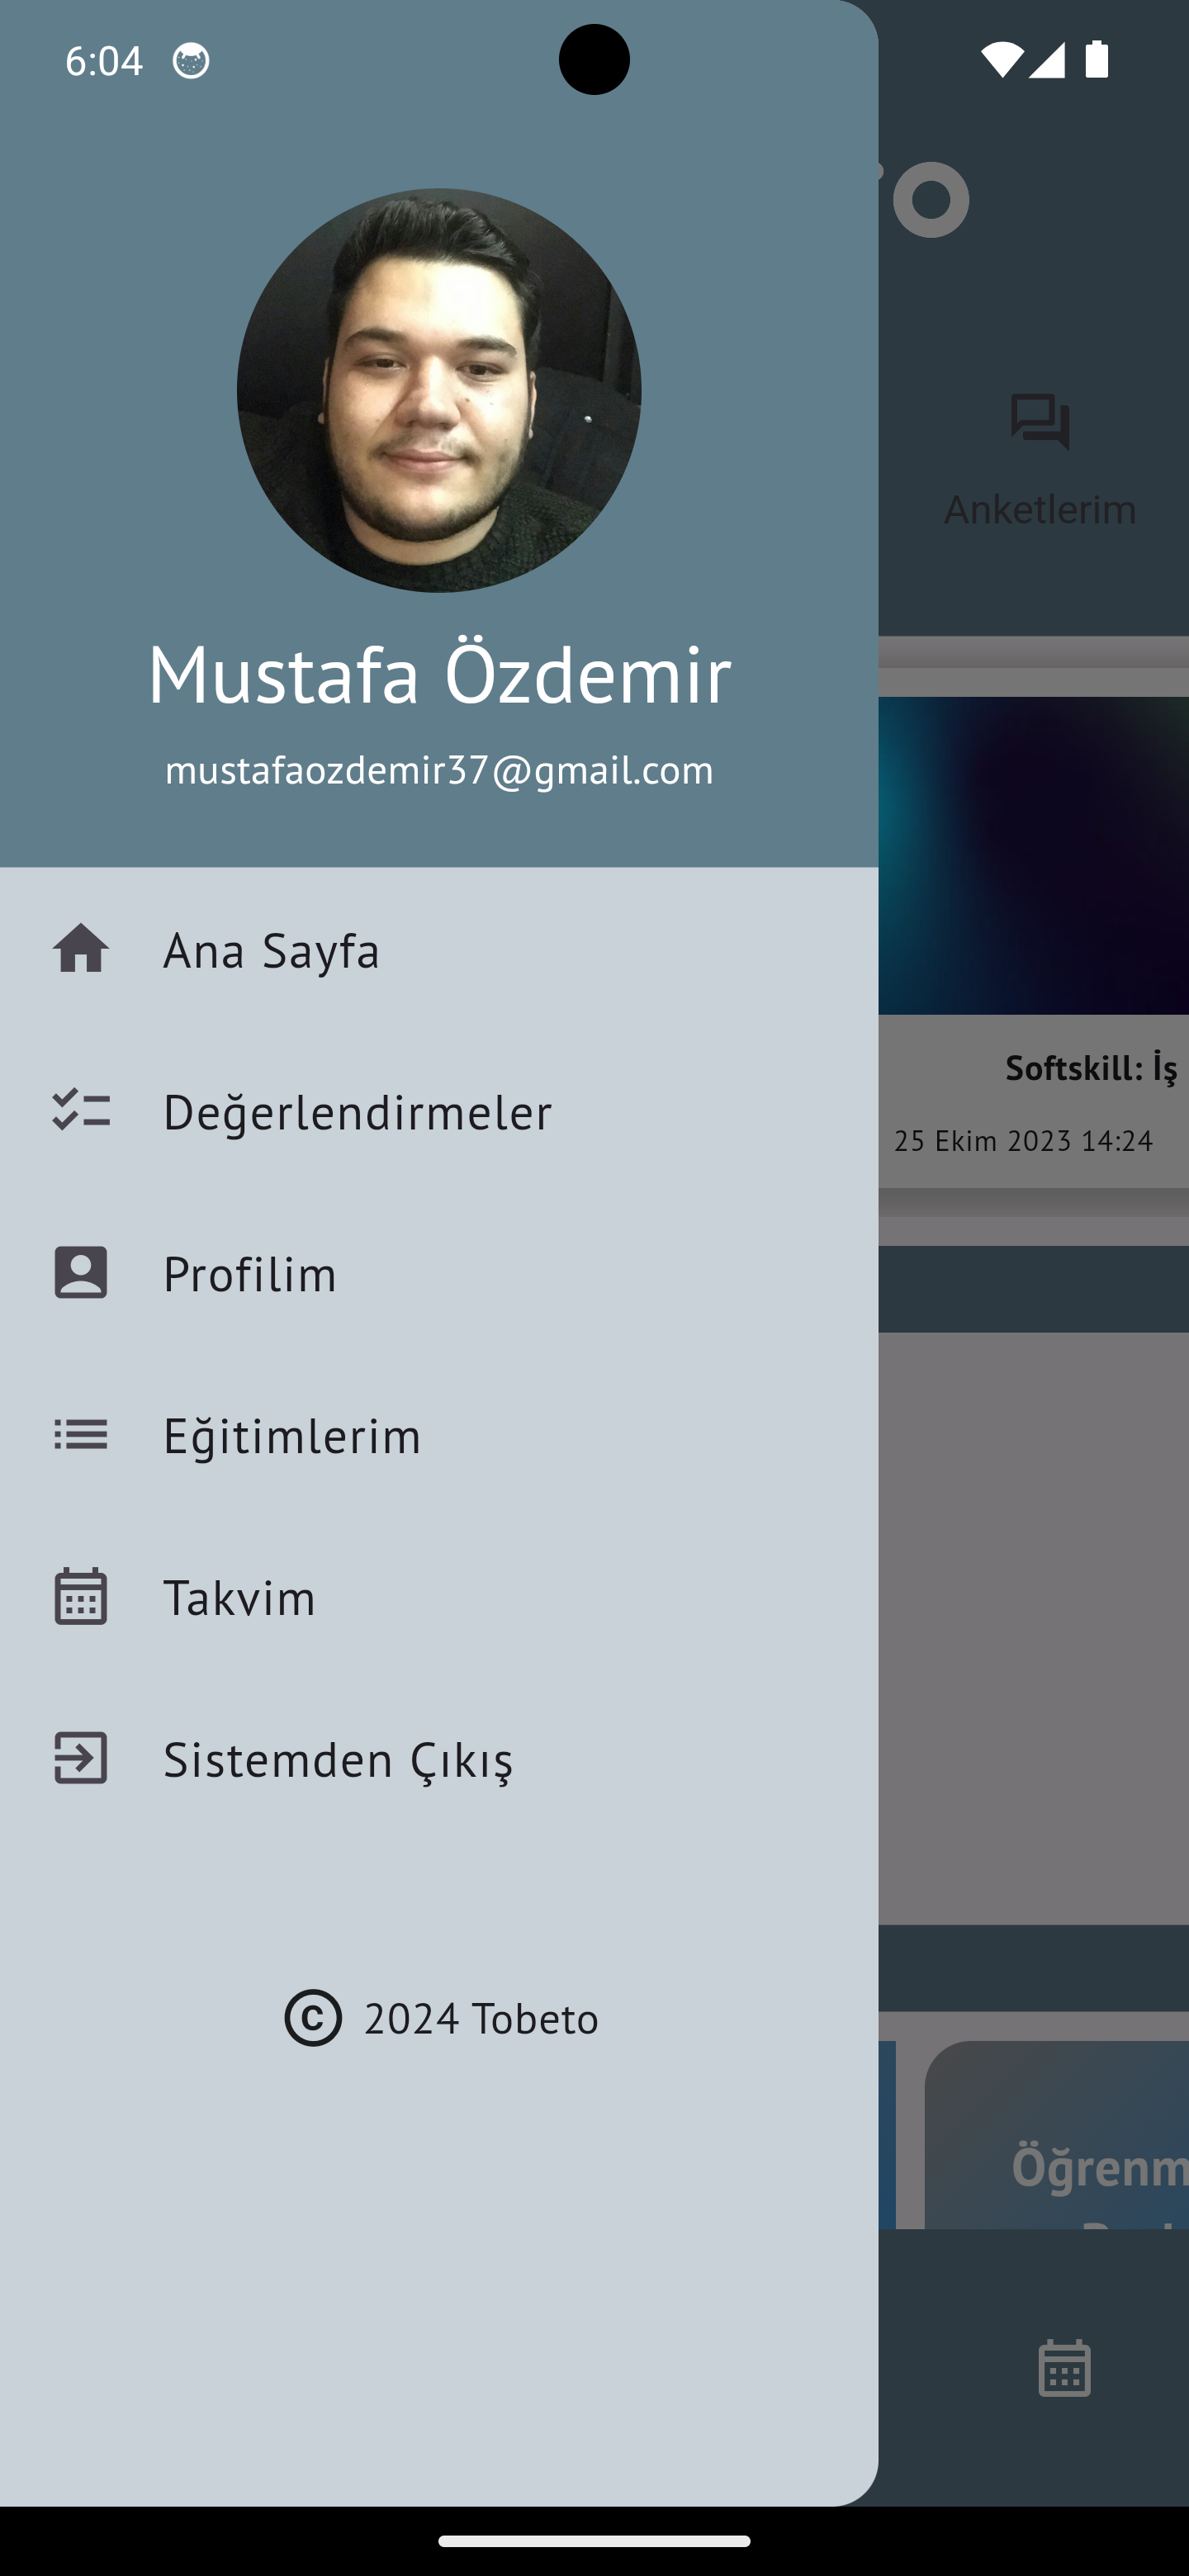 6:04
Mustafa Özdemir
mustafaozdemir37@gmail.com
Ana Sayfa
Değerlendirmeler
Profilim
Eğitimlerim
Takvim
Sistemden Çıkış
© 2024 Tobeto
Anketlerim
Softskill: İş
25 Ekim 2023 14:24